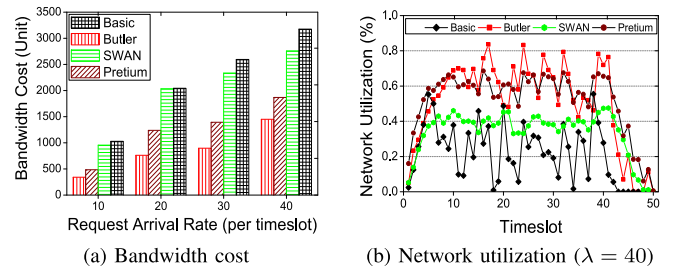 Bandwidth Cost (Unit)
3500
3000
2500
2000
1500
1000
500
0
Basic
Butler
SWAN
Pretium
10 20 30 40
Request Arrival Rate (per timeslot)
(a) Bandwidth cost
Network Utilization (%)
1.0
0.8
0.6
0.4
0.2
0.0
Basic Butler SWAN Pretium
0 10 20 30 40 50
Timeslot
(b) Network utilization (λ = 40)